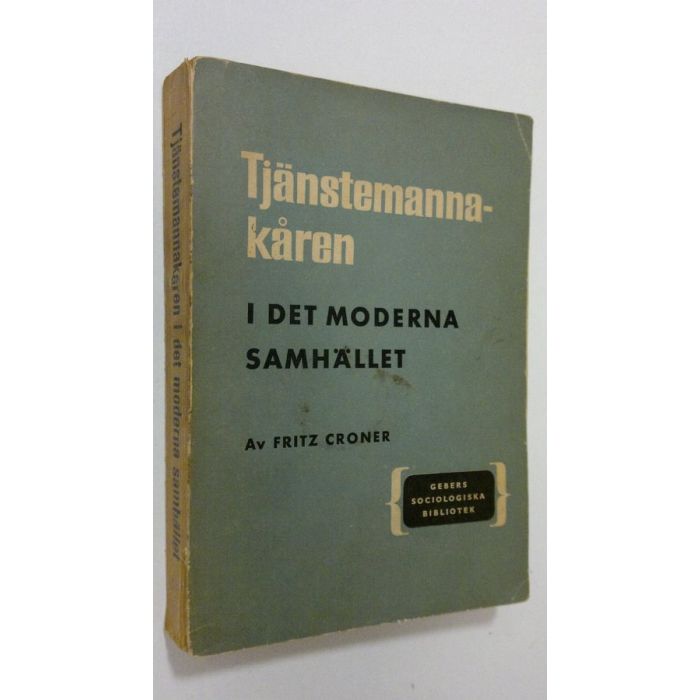 Tjänstemannakåren i det moderna samhället
Tjänstemanna-
kåren
I DET MODERNA
SAMHÄLLET
Av FRITZ CRONER
GEBERS
SOCIOLOGISKA
BIBLIOTEK